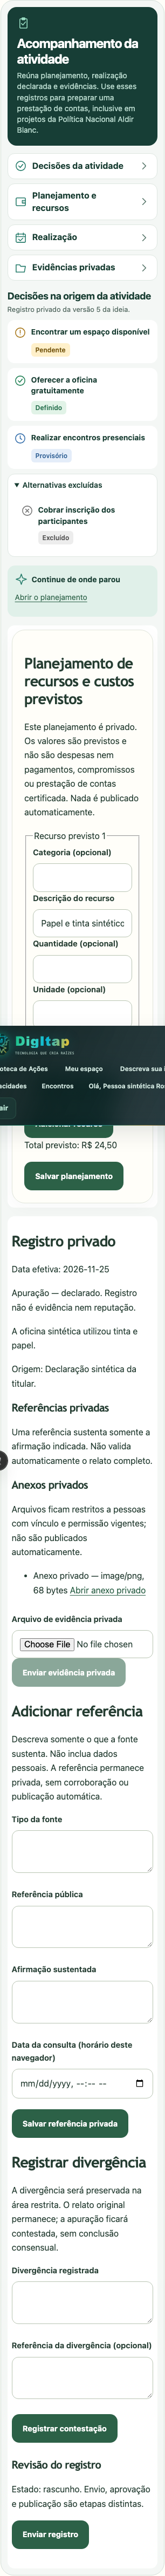 Acompanhamento da
atividade
Reúna planejamento, realização
declarada e evidências. Use esses
registros para preparar uma
prestação de contas, inclusive em
projetos da Política Nacional Aldir
Blanc.
Decisões da atividade
Planejamento e
recursos
Realização
Evidências privadas
Decisões na origem da atividade
Registro privado da versão 5 da ideia.
Encontrar um espaço disponível
Pendente
Oferecer a oficina
gratuitamente
Definido
Realizar encontros presenciais
Provisório
Alternativas excluídas
Cobrar inscrição dos
participantes
Excluído
Continue de onde parou
Abrir o planejamento
Planejamento de
recursos e custos
previstos
Este planejamento é privado.
Os valores são previstos e
não são despesas nem
pagamentos, compromissos
ou prestação de contas
certificada. Nada é publicado
automaticamente.
Recurso previsto 1
Categoria (opcional)
Descrição do recurso
Papel e tinta sintético
Quantidade (opcional)
Unidade (opcional)
DigItap
TECNOLOGIA QUE CRIA RAÍZES
oteca de Ações
Meu espaço
Descreva sua i
acidades
Encontros
Olá, Pessoa sintética Ro
air
Total previsto: R$ 24,50
Salvar planejamento
Registro privado
Data efetiva: 2026-11-25
Apuração — declarado. Registro
não é evidência nem reputação.
A oficina sintética utilizou tinta e
papel.
Origem: Declaração sintética da
titular.
Referências privadas
Uma referência sustenta somente a
afirmação indicada. Não valida
automaticamente o relato completo.
Anexos privados
Arquivos ficam restritos a pessoas
com vínculo e permissão vigentes;
não são publicados
automaticamente.
Anexo privado — image/png,
68 bytes Abrir anexo privado
Arquivo de evidência privada
Choose File No file chosen
Enviar evidência privada
Adicionar referência
Descreva somente o que a fonte
sustenta. Não inclua dados
pessoais. A referência permanece
privada, sem corroboração ou
publicação automática.
Tipo da fonte
Referência pública
Afirmação sustentada
Data da consulta (horário deste
navegador)
mm/dd/yyyy, --:-- --
Salvar referência privada
Registrar divergência
A divergência será preservada na
área restrita. O relato original
permanece; a apuração ficará
contestada, sem conclusão
consensual.
Divergência registrada
Referência da divergência (opcional)
Registrar contestação
Revisão do registro
Estado: rascunho. Envio, aprovação
e publicação são etapas distintas.
Enviar registro